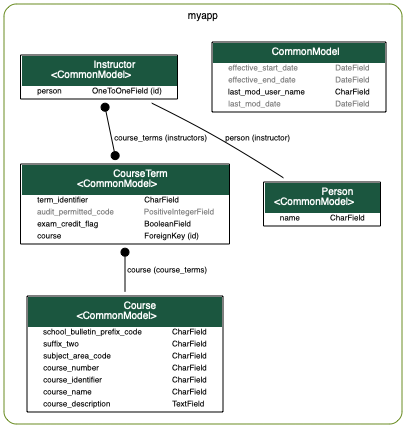 myapp
Instructor
<CommonModel>
person OneToOneField (id)
CommonModel
effective_start_date DateField
effective_end_date DateField
last_mod_user_name CharField
last_mod_date DateField
course_terms (instructors)
person (instructor)
CourseTerm
<CommonModel>
term_identifier CharField
audit_permitted_code PositiveIntegerField
exam_credit_flag BooleanField
course ForeignKey (id)
Person
<CommonModel>
name CharField
course (course_terms)
Course
<CommonModel>
school_bulletin_prefix_code CharField
suffix_two CharField
subject_area_code CharField
course_number CharField
course_identifier CharField
course_name CharField
course_description TextField